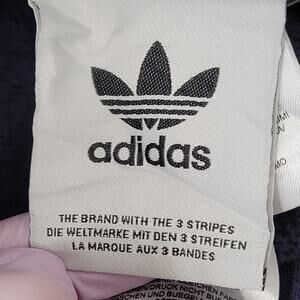 adidas
THE BRAND WITH THE 3 STRIPES
DIE WELTMARKE MIT DEN 3 STREIFEN
LA MARQUE AUX 3 BANDES